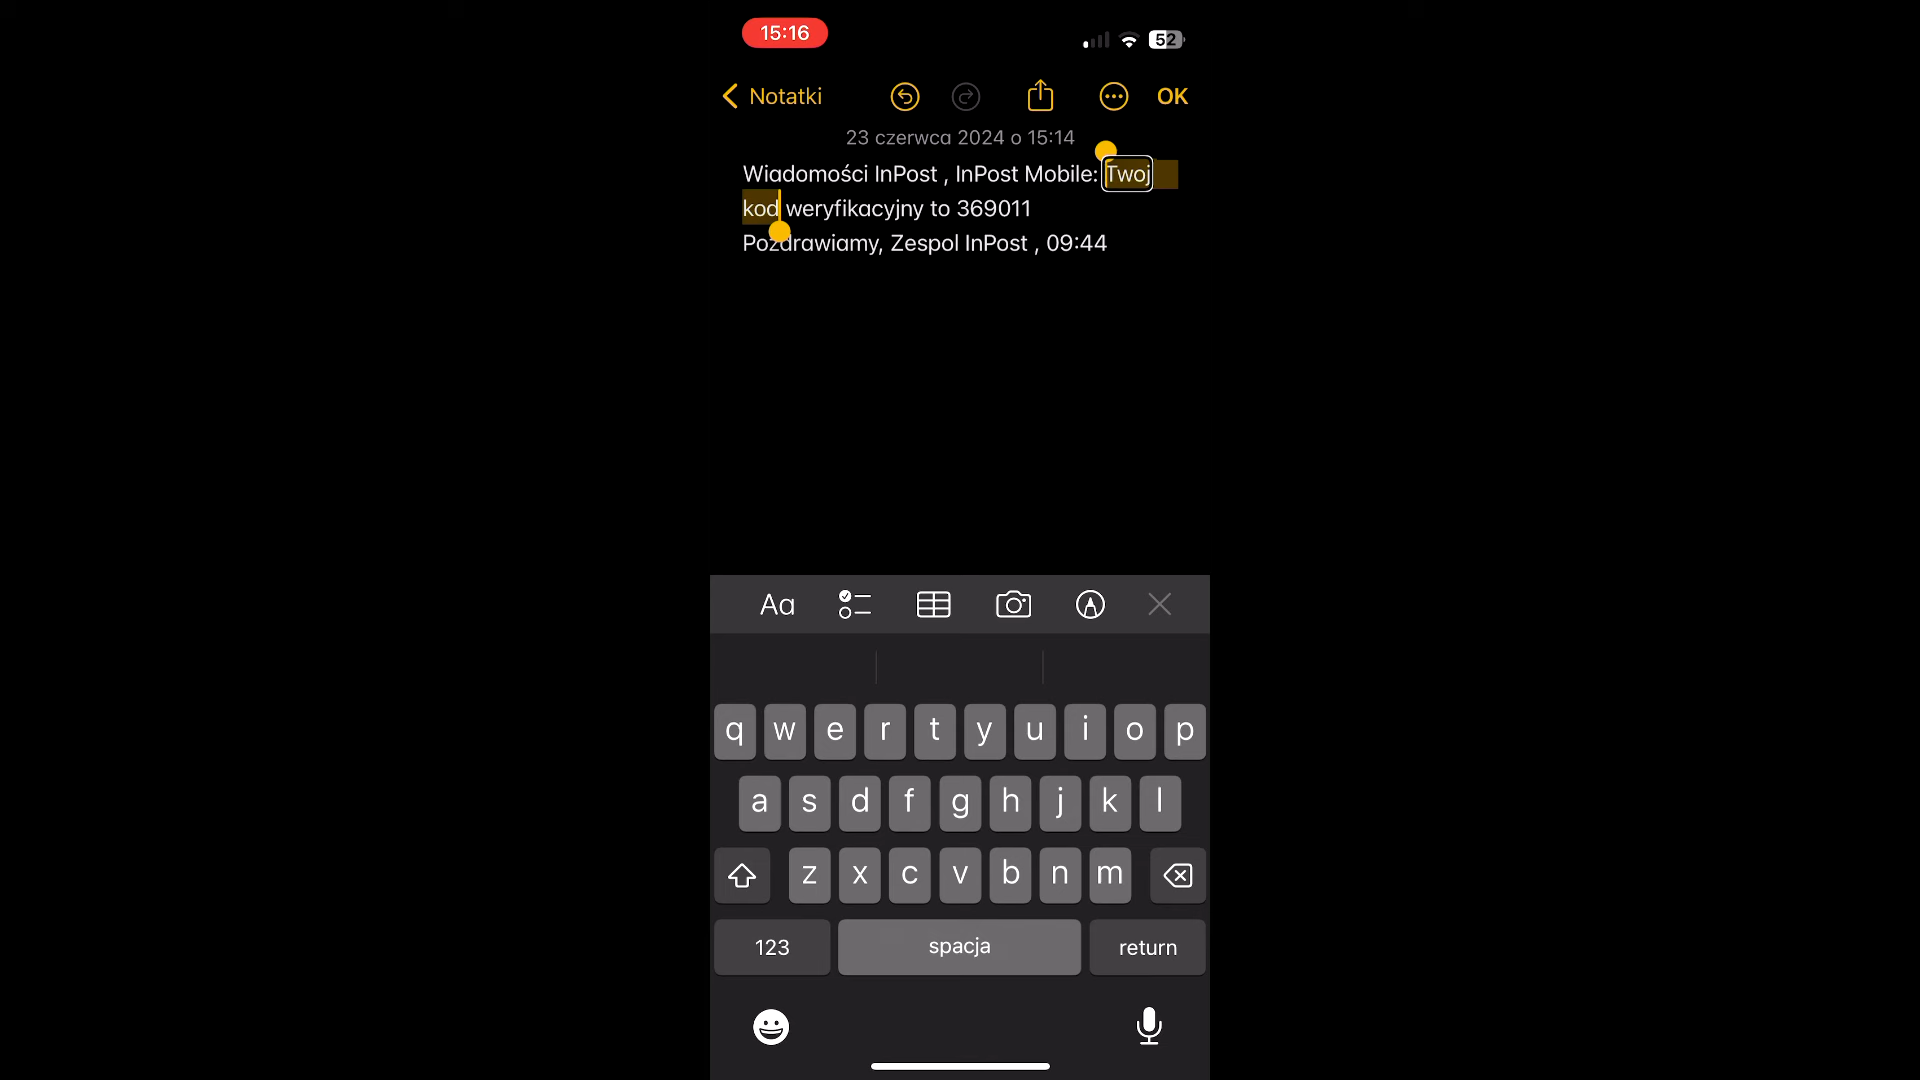 15:16
52
Notatki
OK
23 czerwca 2024 o 15:14
Wiadomości InPost , InPost Mobile: Twoj
kod weryfikacyjny to 369011
Pozdrawiamy, Zespol InPost , 09:44
Aa
q w e r t y u i o p
a s d f g h j k l
z x c v b n m
123 spacja return